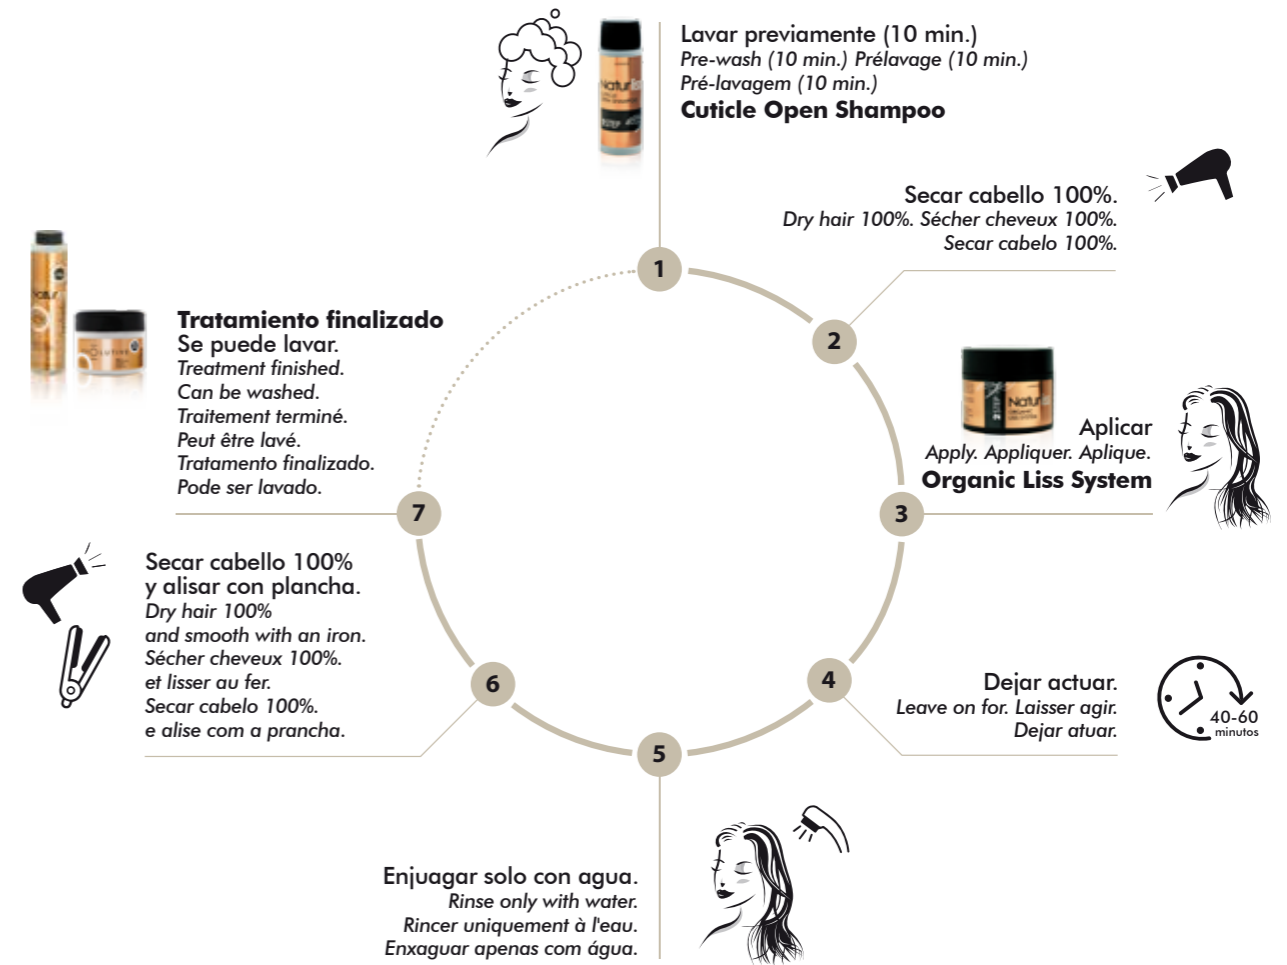 Lavar previamente (10 min.)
Pre-wash (10 min.) Prélavage (10 min.)
Pré-lavagem (10 min.)
Cuticle Open Shampoo
1
Secar cabello 100%.
Dry hair 100%. Sécher cheveux 100%.
Secar cabelo 100%.
2
Aplicar
Apply. Appliquer. Aplique.
Organic Liss System
3
Dejar actuar.
Leave on for. Laisser agir.
Dejar atuar.
40-60
minutos
4
5
Enjuagar solo con agua.
Rinse only with water.
Rincer uniquement à l'eau.
Enxaguar apenas com água.
Secar cabello 100%
y alisar con plancha.
Dry hair 100%
and smooth with an iron.
Sécher cheveux 100%.
et lisser au fer.
Secar cabelo 100%.
e alise com a prancha.
6
Tratamiento finalizado
Se puede lavar.
Treatment finished.
Can be washed.
Traitement terminé.
Peut être lavé.
Tratamento finalizado.
Pode ser lavado.
7